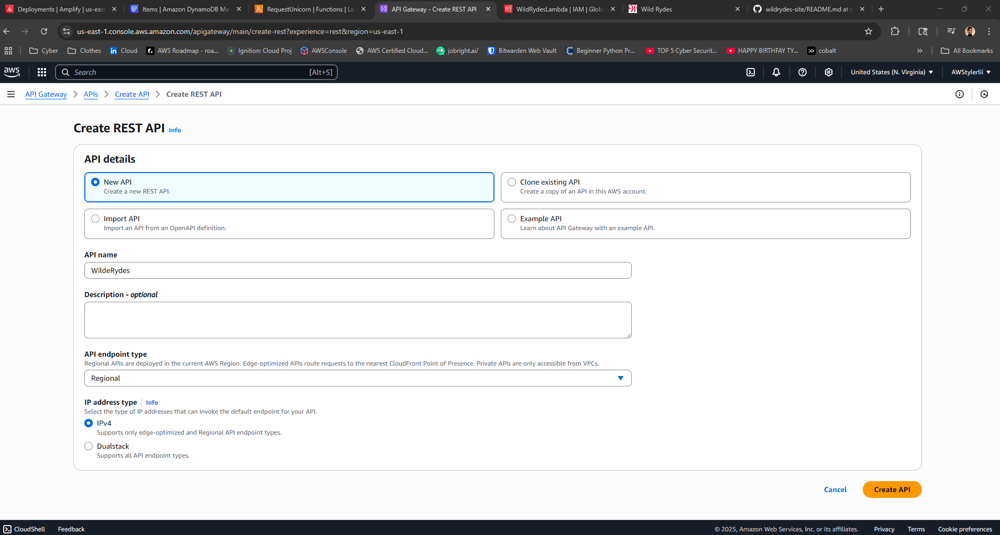 Deployments | Amplify | us-eas
Items | Amazon DynamoDB Ma
RequestUnicorn | Functions | La
API Gateway - Create REST API
WildRydesLambda | IAM | Glob
Wild Rydes
wildrydes-site/README.md at
us-east-1.console.aws.amazon.com/apigateway/main/create-rest?experience=rest&region=us-east-1
Cyber
Clothes
Cloud
AWS Roadmap - roa...
Ignition: Cloud Proj
AWSConsole
AWS Certified Cloud...
jobright.ai/
Bitwarden Web Vault
Beginner Python Pr...
TOP 5 Cyber Securit...
HAPPY BIRTHFAY TY...
cobalt
All Bookmarks
aws
Search
[Alt+S]
United States (N. Virginia)
AWStylerlii
API Gateway
APIs
Create API
Create REST API
Create REST API Info
API details
New API
Create a new REST API.
Clone existing API
Create a copy of an API in this AWS account.
Import API
Import an API from an OpenAPI definition.
Example API
Learn about API Gateway with an example API.
API name
WildeRydes
Description - optional
API endpoint type
Regional APIs are deployed in the current AWS Region. Edge-optimized APIs route requests to the nearest CloudFront Point of Presence. Private APIs are only accessible from VPCs.
Regional
IP address type Info
Select the type of IP addresses that can invoke the default endpoint for your API.
IPv4
Supports only edge-optimized and Regional API endpoint types.
Dualstack
Supports all API endpoint types.
Cancel
Create API
CloudShell
Feedback
© 2025, Amazon Web Services, Inc. or its affiliates.
Privacy
Terms
Cookie preferences